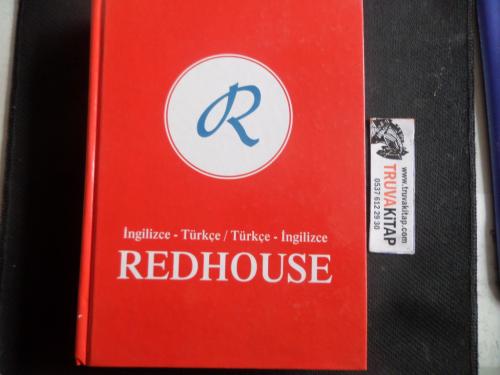 R
İngilizce - Türkçe / Türkçe - İngilizce
REDHOUSE
www.truvakitap.com
TRUVAKITAP
0537 612 29 30